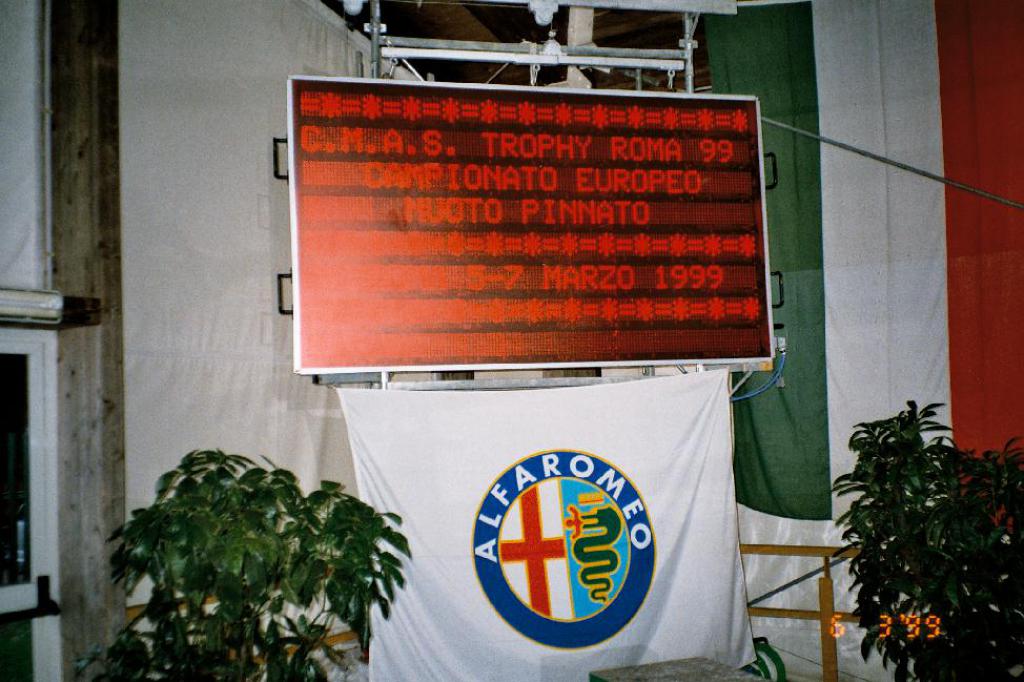 =*=*=*=*=*=*=*=*
C.M.A.S. TROPHY ROMA 99
CAMPIONATO EUROPEO
NUOTO PINNATO
=*=*=*=*=*=*=*
5-7 MARZO 1999
=*=*=*=*=*=*
ALFA ROMEO
6 3 '99